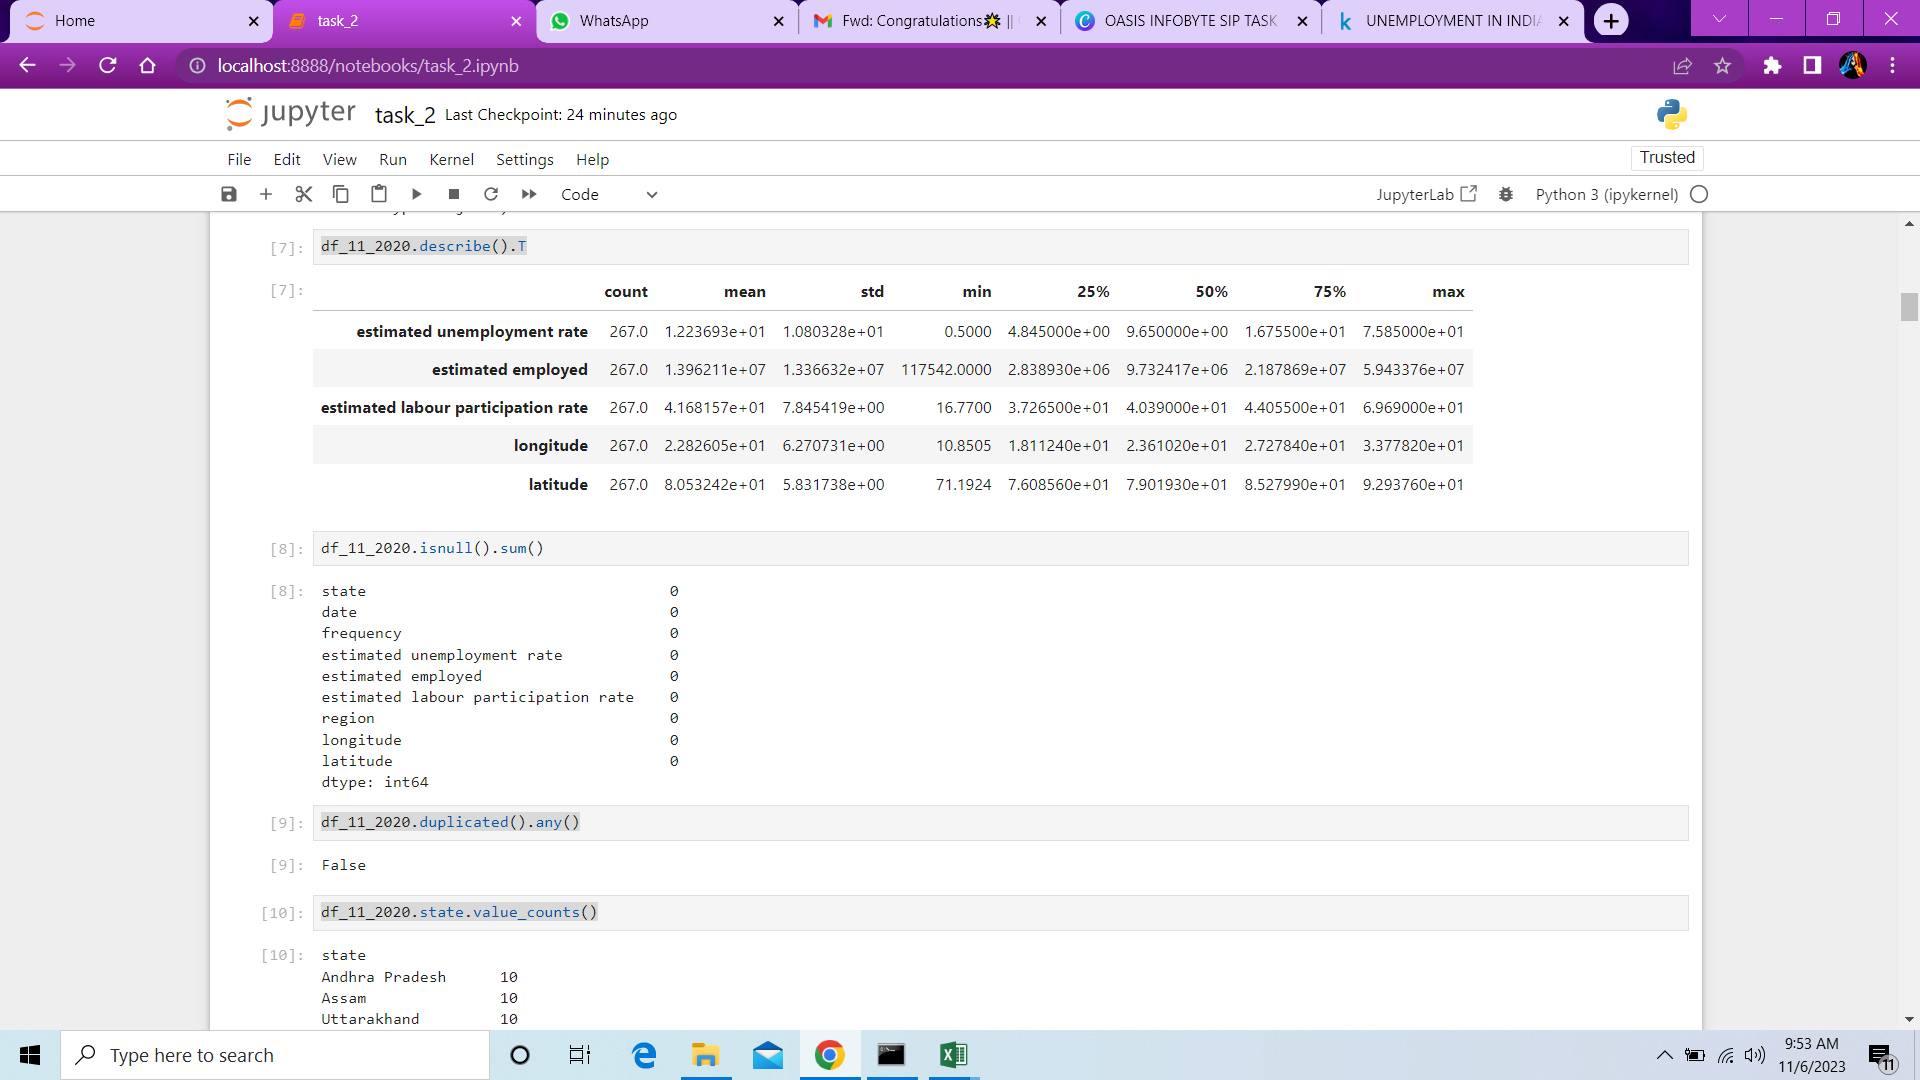 Home
task_2
WhatsApp
Fwd: Congratulations🌟 ||
OASIS INFOBYTE SIP TASK
UNEMPLOYMENT IN INDIA
localhost:8888/notebooks/task_2.ipynb
jupyter task_2 Last Checkpoint: 24 minutes ago
File Edit View Run Kernel Settings Help
Trusted
Code
JupyterLab
Python 3 (ipykernel)
[7]: df_11_2020.describe().T
[7]: count mean std min 25% 50% 75% max
estimated unemployment rate 267.0 1.223693e+01 1.080328e+01 0.5000 4.845000e+00 9.650000e+00 1.675500e+01 7.585000e+01
estimated employed 267.0 1.396211e+07 1.336632e+07 117542.0000 2.838930e+06 9.732417e+06 2.187869e+07 5.943376e+07
estimated labour participation rate 267.0 4.168157e+01 7.845419e+00 16.7700 3.726500e+01 4.039000e+01 4.405500e+01 6.969000e+01
longitude 267.0 2.282605e+01 6.270731e+00 10.8505 1.811240e+01 2.361020e+01 2.727840e+01 3.377820e+01
latitude 267.0 8.053242e+01 5.831738e+00 71.1924 7.608560e+01 7.901930e+01 8.527990e+01 9.293760e+01
[8]: df_11_2020.isnull().sum()
[8]: state 0
date 0
frequency 0
estimated unemployment rate 0
estimated employed 0
estimated labour participation rate 0
region 0
longitude 0
latitude 0
dtype: int64
[9]: df_11_2020.duplicated().any()
[9]: False
[10]: df_11_2020.state.value_counts()
[10]: state
Andhra Pradesh 10
Assam 10
Uttarakhand 10
Type here to search
9:53 AM
11/6/2023
11